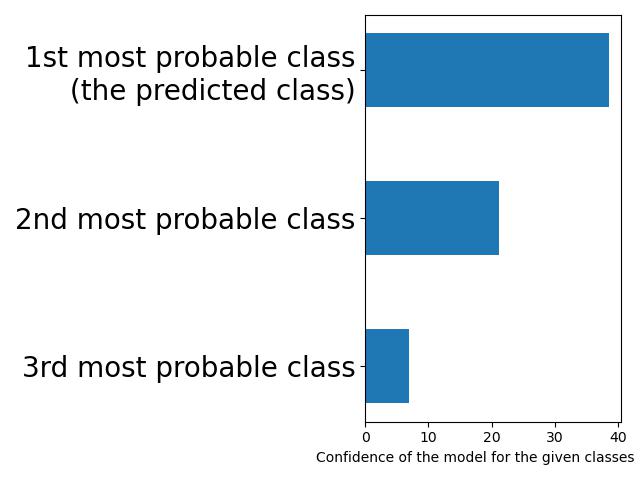 1st most probable class
(the predicted class)
2nd most probable class
3rd most probable class
0 10 20 30 40
Confidence of the model for the given classes